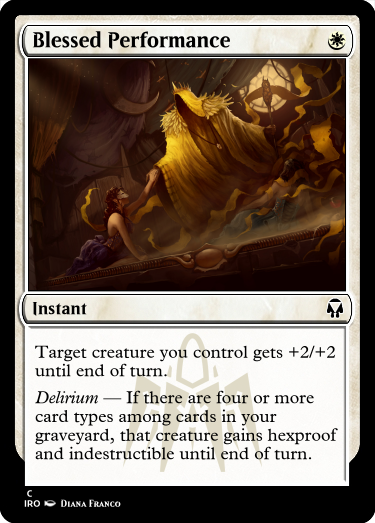 Blessed Performance
Instant
Target creature you control gets +2/+2
until end of turn.
Delirium — If there are four or more
card types among cards in your
graveyard, that creature gains hexproof
and indestructible until end of turn.
C
IRO Diana Franco